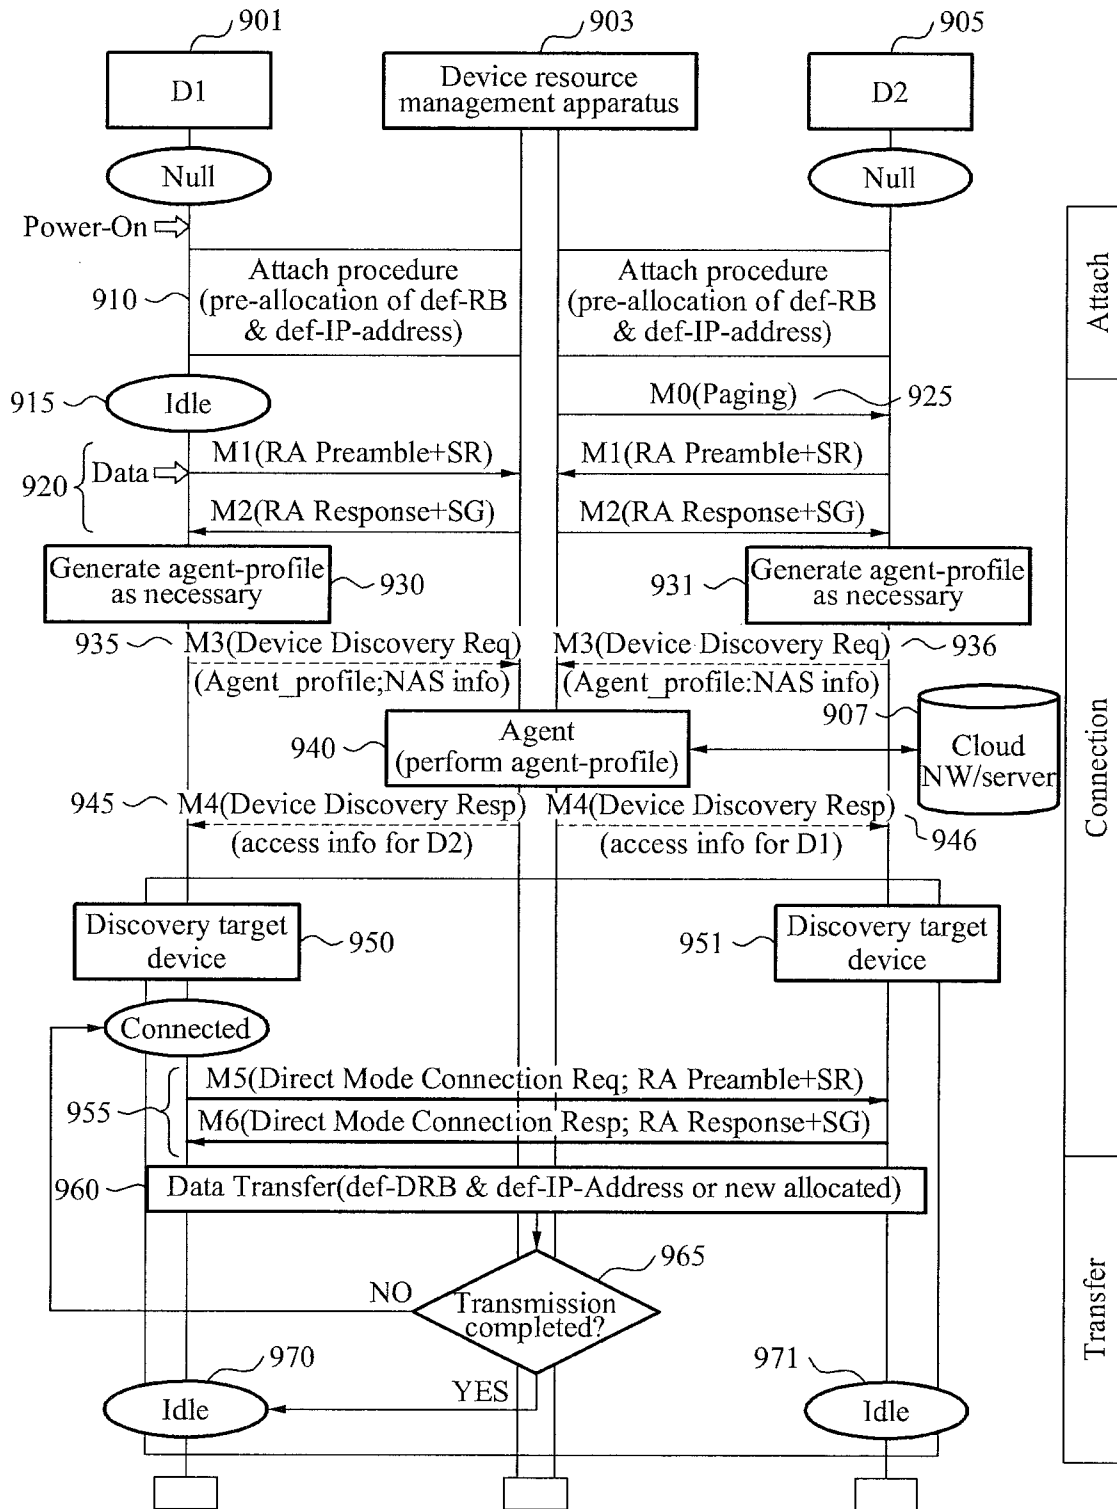 901
903
905
D1
Device resource
management apparatus
D2
Null
Null
Power-On
Attach procedure
(pre-allocation of def-RB
& def-IP-address)
Attach procedure
(pre-allocation of def-RB
& def-IP-address)
910
Attach
915
Idle
M0(Paging)
925
920
Data
M1(RA Preamble+SR)
M1(RA Preamble+SR)
M2(RA Response+SG)
M2(RA Response+SG)
Generate agent-profile
as necessary
930
931
Generate agent-profile
as necessary
935
M3(Device Discovery Req)
(Agent_profile;NAS info)
M3(Device Discovery Req)
(Agent_profile:NAS info)
936
907
940
Agent
(perform agent-profile)
Cloud
NW/server
Connection
945
M4(Device Discovery Resp)
(access info for D2)
M4(Device Discovery Resp)
(access info for D1)
946
Discovery target
device
950
951
Discovery target
device
Connected
955
M5(Direct Mode Connection Req; RA Preamble+SR)
M6(Direct Mode Connection Resp; RA Response+SG)
960
Data Transfer(def-DRB & def-IP-Address or new allocated)
965
NO
Transmission
completed?
Transfer
970
YES
971
Idle
Idle